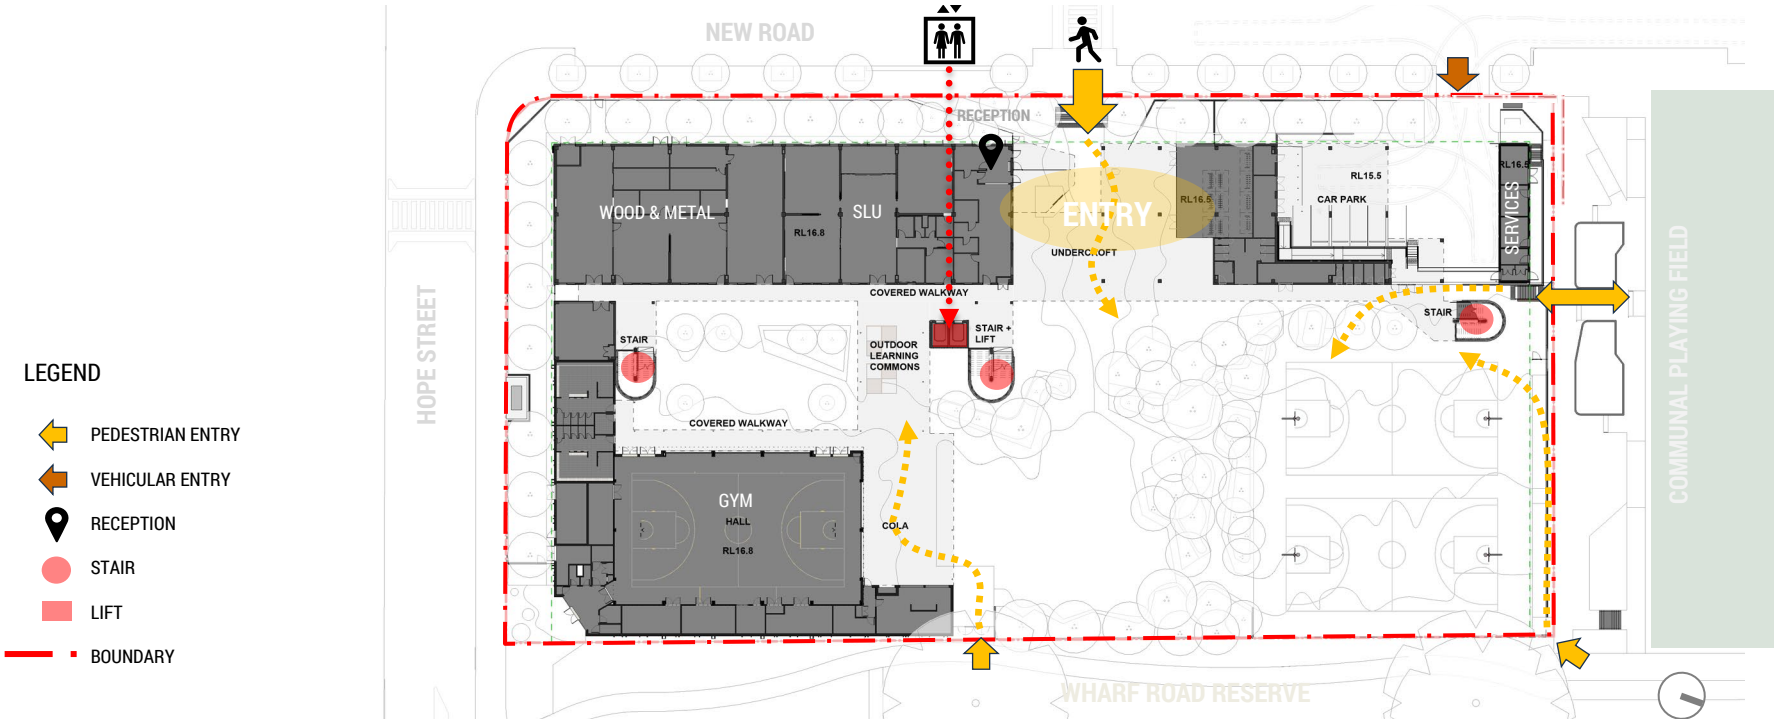 NEW ROAD
RECEPTION
WOOD & METAL
SLU
RL16.8
ENTRY
RL16.5
UNDERCROFT
RL15.5
CAR PARK
RL16.5
SERVICES
COVERED WALKWAY
STAIR
OUTDOOR
LEARNING
COMMONS
STAIR +
LIFT
STAIR
COVERED WALKWAY
GYM
HALL
RL16.8
COLA
HOPE STREET
COMMUNAL PLAYING FIELD
WHARF ROAD RESERVE
LEGEND
PEDESTRIAN ENTRY
VEHICULAR ENTRY
RECEPTION
STAIR
LIFT
BOUNDARY